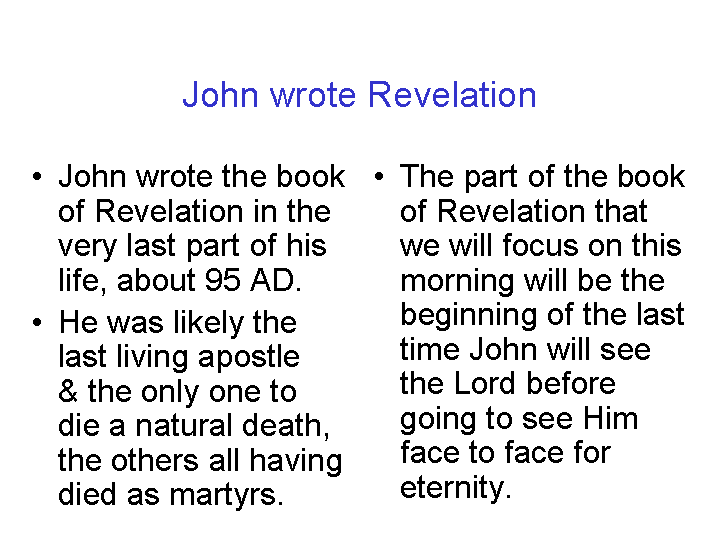 John wrote Revelation
• John wrote the book
of Revelation in the
very last part of his
life, about 95 AD.
• He was likely the
last living apostle
& the only one to
die a natural death,
the others all having
died as martyrs.
• The part of the book
of Revelation that
we will focus on this
morning will be the
beginning of the last
time John will see
the Lord before
going to see Him
face to face for
eternity.